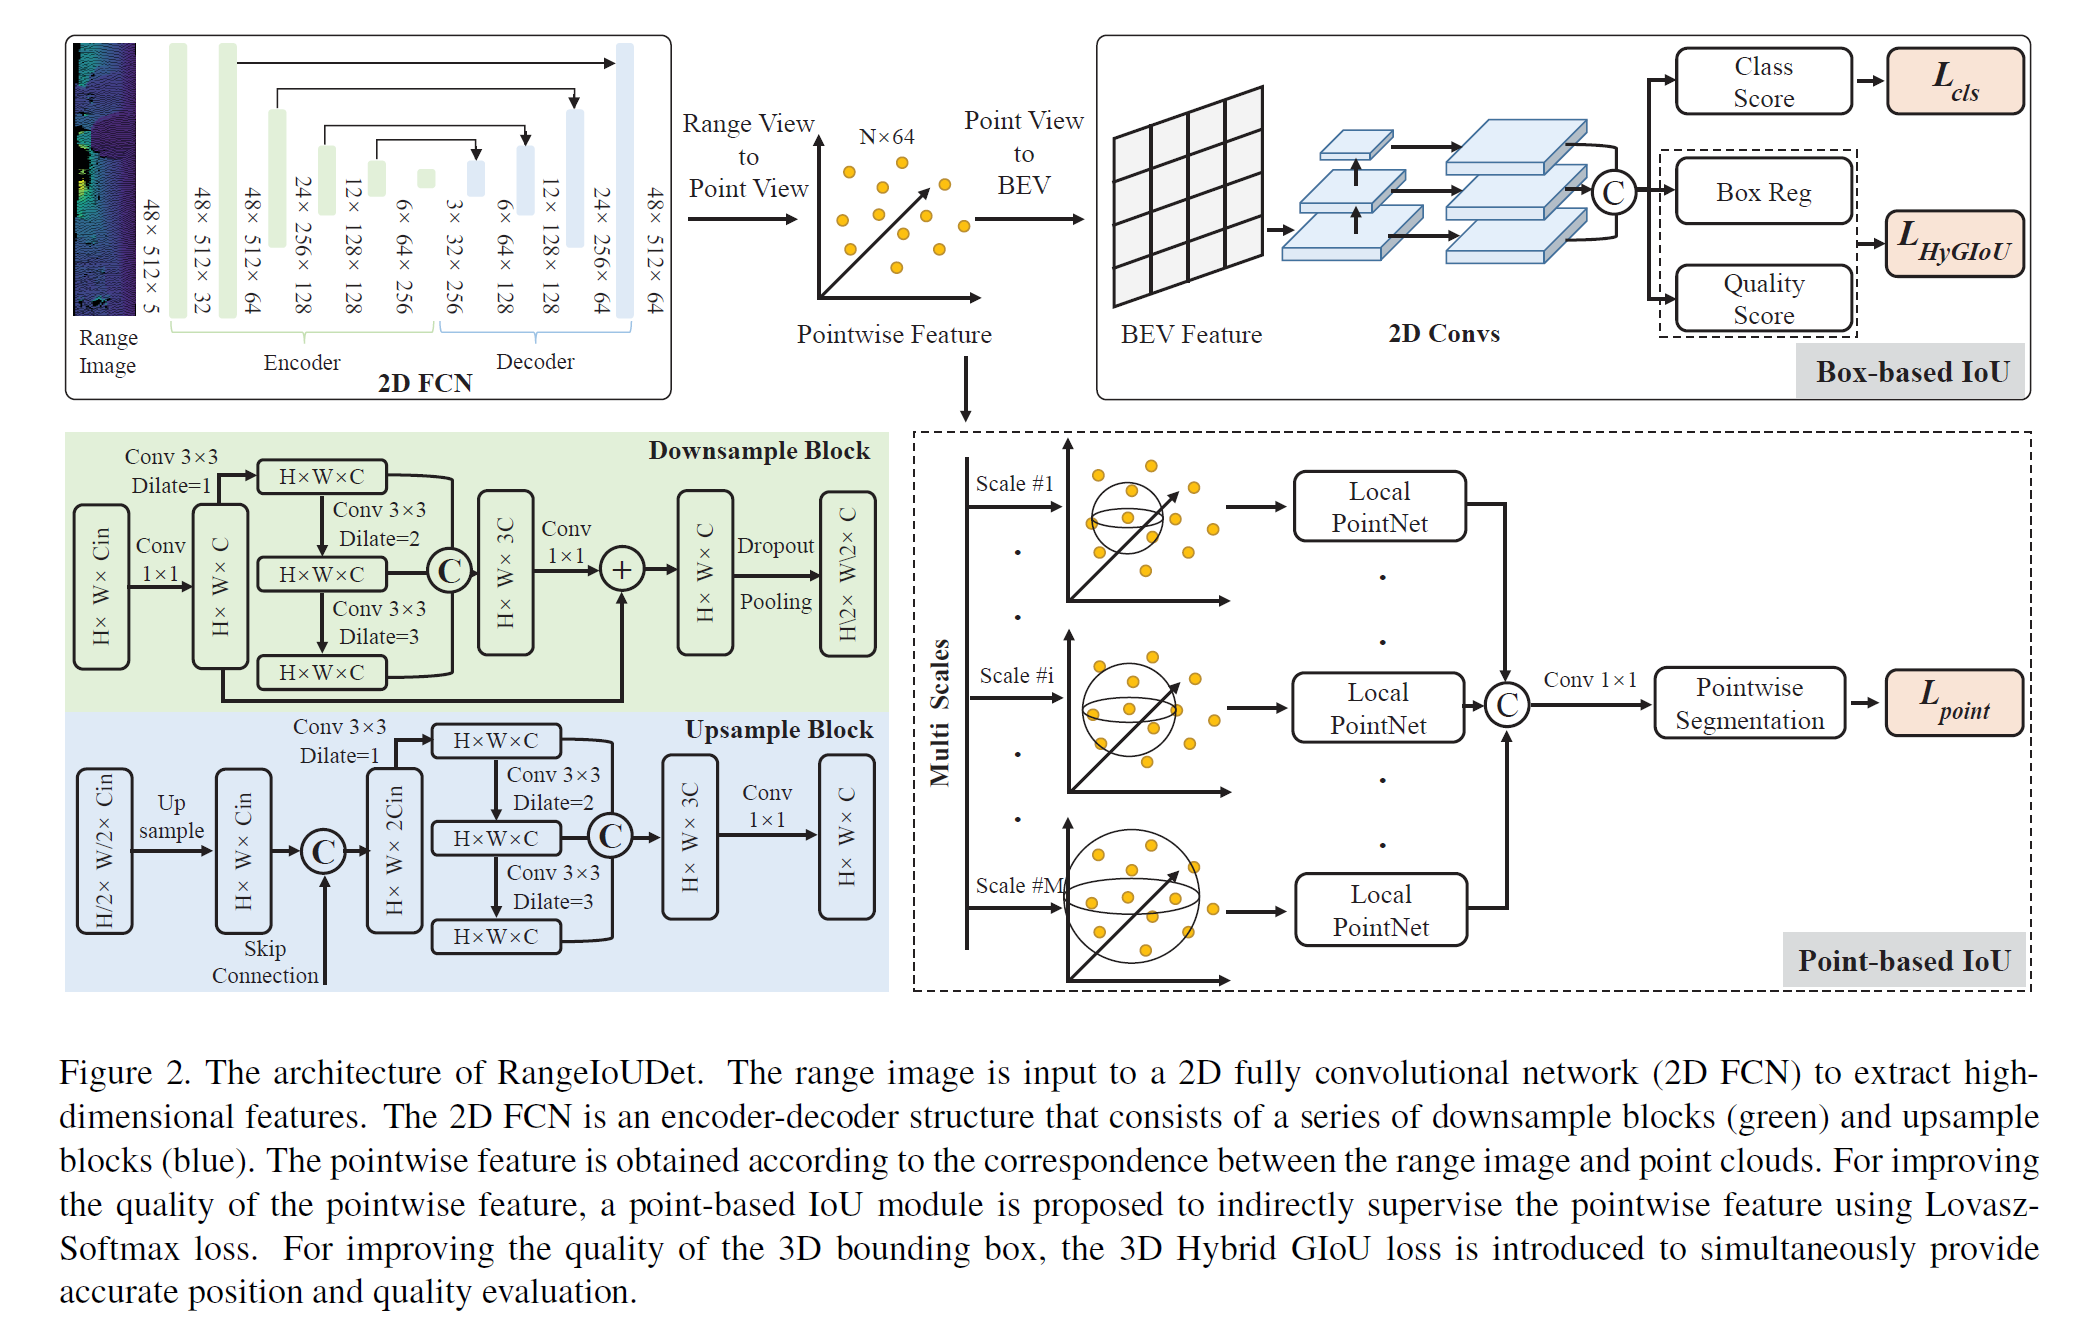 48× 512× 5
48× 512× 32
48× 512× 64
24× 256× 128
12× 128× 128
6× 64× 256
3× 32× 256
6× 64× 128
12× 128× 128
24× 256× 64
48× 512× 64
Range
Image
Encoder
Decoder
2D FCN
Range View
to
Point View
N×64
Pointwise Feature
Point View
to
BEV
BEV Feature
2D Convs
C
Class
Score
L cls
Box Reg
Quality
Score
L HyGIoU
Box-based IoU
Downsample Block
H× W× Cin
Conv
1×1
H× W× C
Conv 3×3
Dilate=1
H×W×C
Conv 3×3
Dilate=2
H×W×C
Conv 3×3
Dilate=3
H×W×C
C
H× W× 3C
Conv
1×1
+
H× W× C
Dropout
Pooling
H\2× W\2× C
Upsample Block
H/2× W/2× Cin
Up
sample
H× W× Cin
C
Skip
Connection
H× W× 2Cin
Conv 3×3
Dilate=1
H×W×C
Conv 3×3
Dilate=2
H×W×C
Conv 3×3
Dilate=3
H×W×C
C
H× W× 3C
Conv
1×1
H× W× C
Multi Scales
Scale #1
Local
PointNet
Scale #i
Local
PointNet
Scale #M
Local
PointNet
C
Conv 1×1
Pointwise
Segmentation
L point
Point-based IoU
Figure 2. The architecture of RangeIoUDet. The range image is input to a 2D fully convolutional network (2D FCN) to extract high-
dimensional features. The 2D FCN is an encoder-decoder structure that consists of a series of downsample blocks (green) and upsample
blocks (blue). The pointwise feature is obtained according to the correspondence between the range image and point clouds. For improving
the quality of the pointwise feature, a point-based IoU module is proposed to indirectly supervise the pointwise feature using Lovasz-
Softmax loss. For improving the quality of the 3D bounding box, the 3D Hybrid GIoU loss is introduced to simultaneously provide
accurate position and quality evaluation.